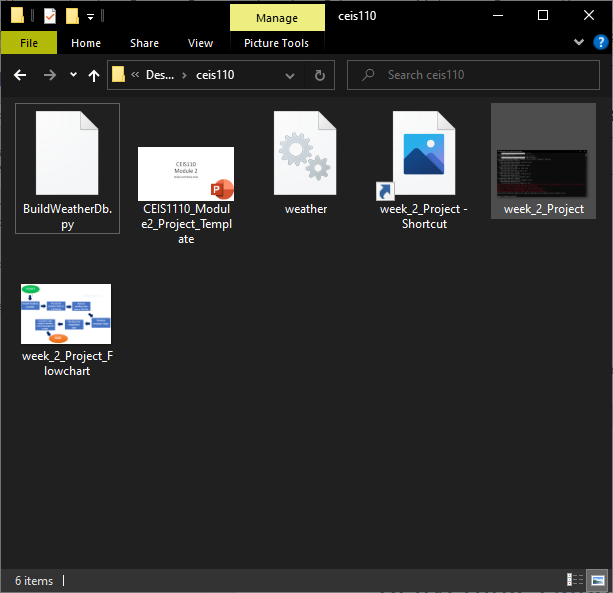 Manage
ceis110
File
Home
Share
View
Picture Tools
« Des... › ceis110
Search ceis110
CEIS110
Module 2
BuildWeatherDb.
py
CEIS1110_Modul
e2_Project_Templ
ate
weather
week_2_Project -
Shortcut
week_2_Project
week_2_Project_F
lowchart
6 items